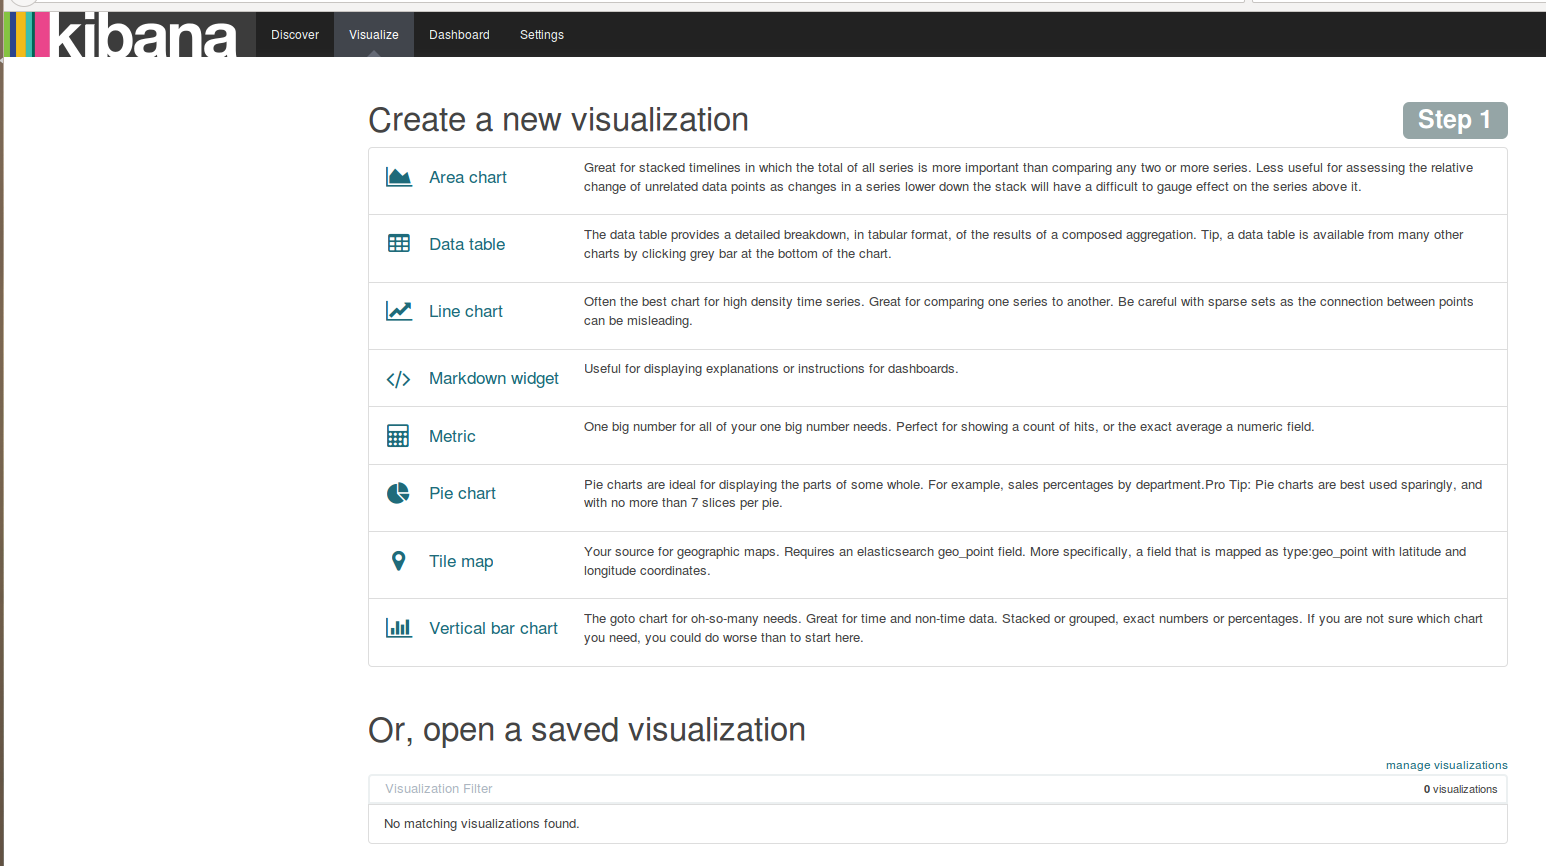 kibana
Discover
Visualize
Dashboard
Settings
Create a new visualization
Step 1
Area chart
Great for stacked timelines in which the total of all series is more important than comparing any two or more series. Less useful for assessing the relative
change of unrelated data points as changes in a series lower down the stack will have a difficult to gauge effect on the series above it.
Data table
The data table provides a detailed breakdown, in tabular format, of the results of a composed aggregation. Tip, a data table is available from many other
charts by clicking grey bar at the bottom of the chart.
Line chart
Often the best chart for high density time series. Great for comparing one series to another. Be careful with sparse sets as the connection between points
can be misleading.
Markdown widget
Useful for displaying explanations or instructions for dashboards.
Metric
One big number for all of your one big number needs. Perfect for showing a count of hits, or the exact average a numeric field.
Pie chart
Pie charts are ideal for displaying the parts of some whole. For example, sales percentages by department.Pro Tip: Pie charts are best used sparingly, and
with no more than 7 slices per pie.
Tile map
Your source for geographic maps. Requires an elasticsearch geo_point field. More specifically, a field that is mapped as type:geo_point with latitude and
longitude coordinates.
Vertical bar chart
The goto chart for oh-so-many needs. Great for time and non-time data. Stacked or grouped, exact numbers or percentages. If you are not sure which chart
you need, you could do worse than to start here.
Or, open a saved visualization
manage visualizations
Visualization Filter
0 visualizations
No matching visualizations found.